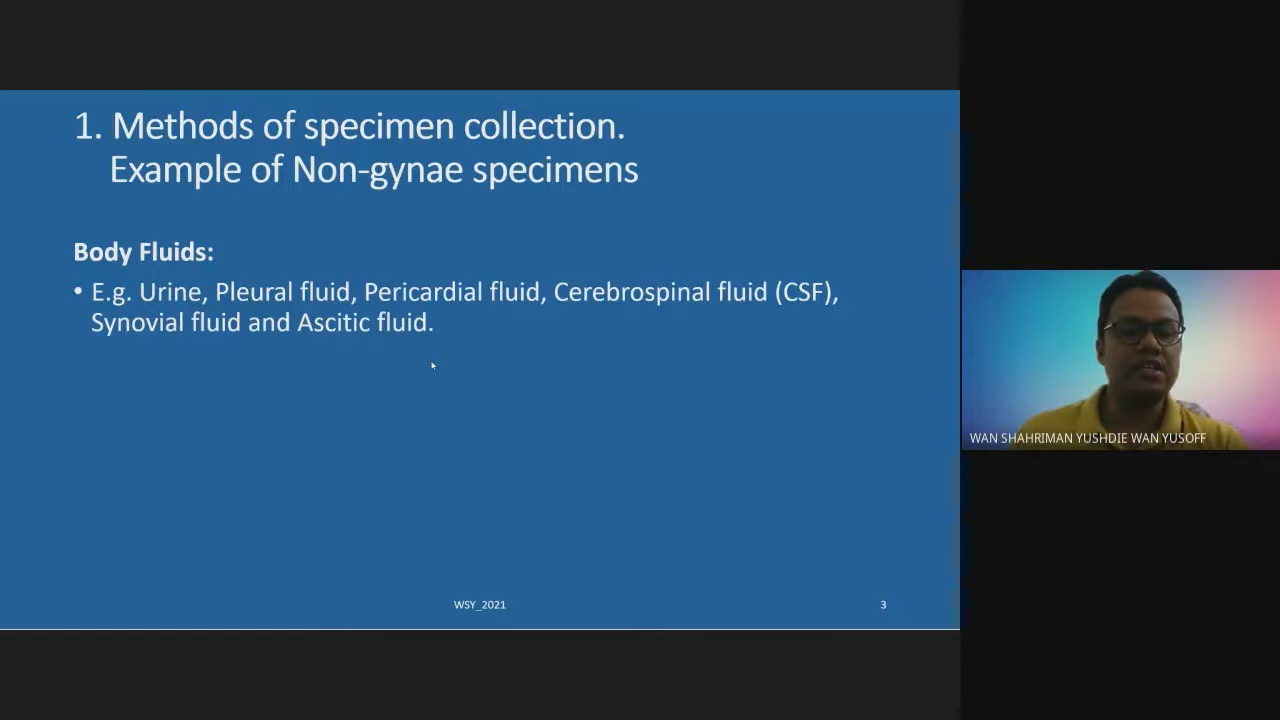 1. Methods of specimen collection.
Example of Non-gynae specimens
Body Fluids:
• E.g. Urine, Pleural fluid, Pericardial fluid, Cerebrospinal fluid (CSF),
Synovial fluid and Ascitic fluid.
WSY_2021
3
WAN SHAHRIMAN YUSHDIE WAN YUSOFF